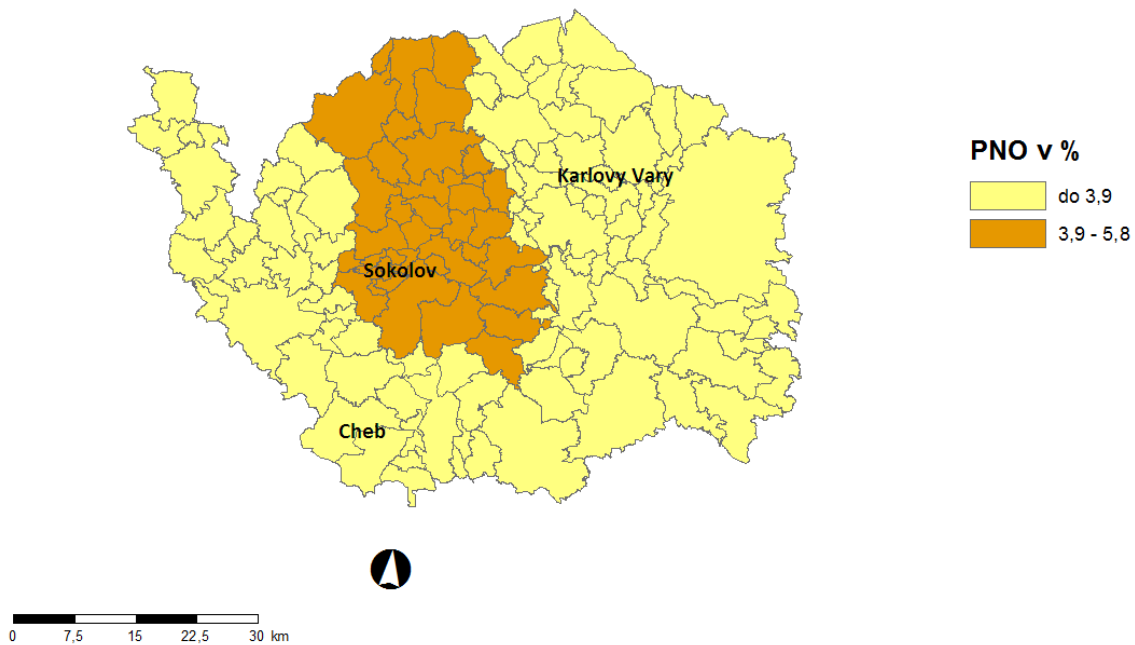 PNO v %
do 3,9
3,9 - 5,8
Karlovy Vary
Sokolov
Cheb
0 7,5 15 22,5 30 km